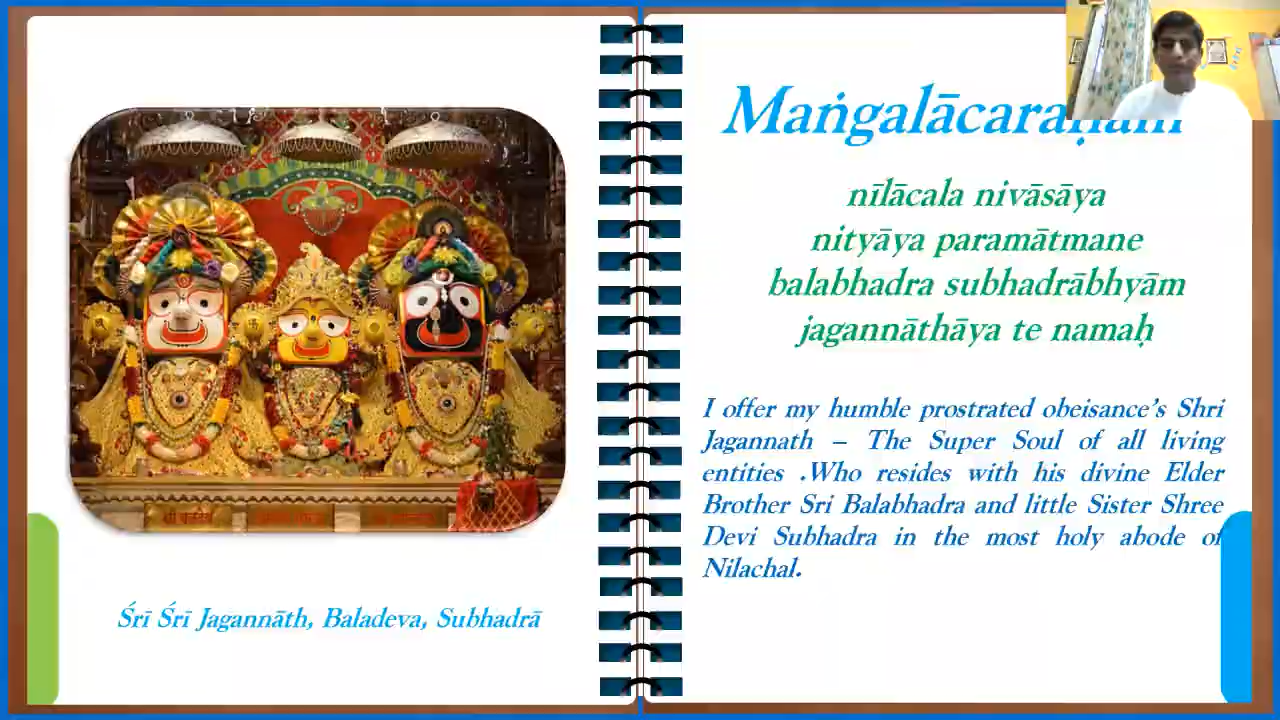 Śrī Śrī Jagannāth, Baladeva, Subhadrā
Maṅgalācaraṇam
nīlācala nivāsāya
nityāya paramātmane
balabhadra subhadrābhyām
jagannāthāya te namaḥ
I offer my humble prostrated obeisance’s Shri
Jagannath – The Super Soul of all living
entities .Who resides with his divine Elder
Brother Sri Balabhadra and little Sister Shree
Devi Subhadra in the most holy abode of
Nilachal.